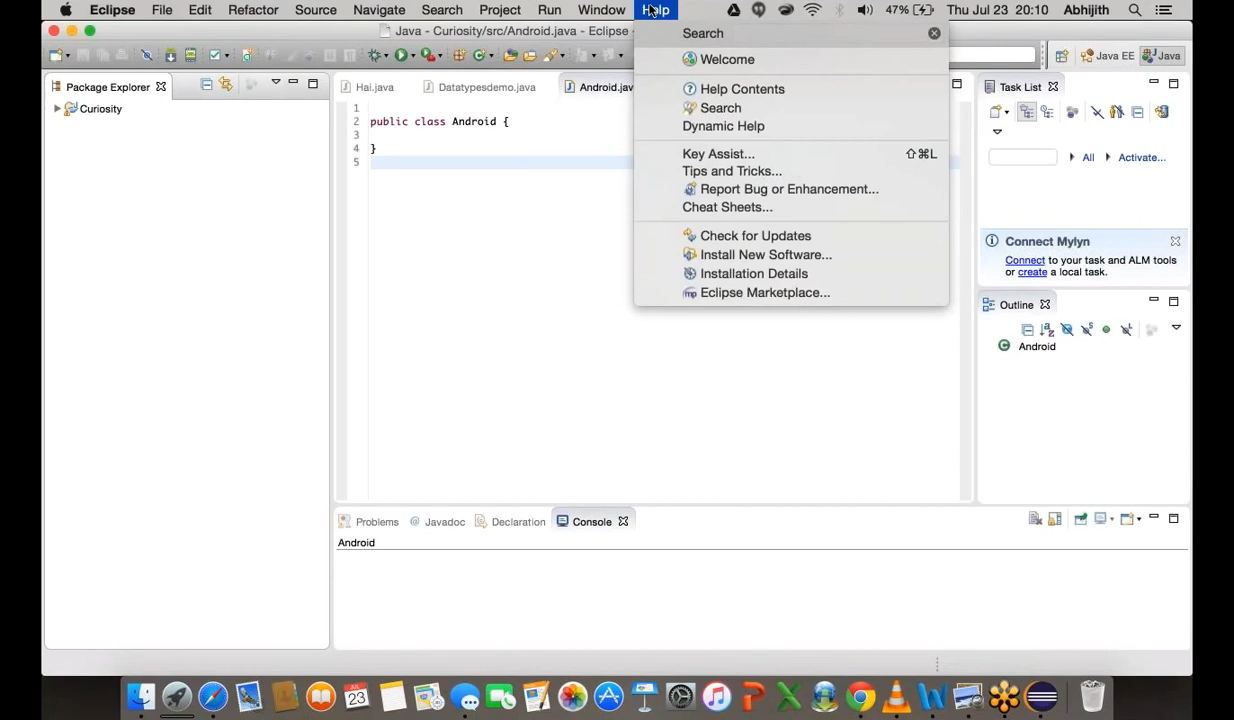 Eclipse File Edit Refactor Source Navigate Search Project Run Window Help 47% Thu Jul 23 20:10 Abhijith
Java - Curiosity/src/Android.java - Eclipse -
Java EE Java
Package Explorer
Curiosity
Hai.java Datatypesdemo.java Android.jav
1
2 public class Android {
3
4 }
5
Search
Welcome
Help Contents
Search
Dynamic Help
Key Assist... ⇧⌘L
Tips and Tricks...
Report Bug or Enhancement...
Cheat Sheets...
Check for Updates
Install New Software...
Installation Details
Eclipse Marketplace...
Task List
All Activate...
Connect Mylyn
Connect to your task and ALM tools
or create a local task.
Outline
Android
Problems Javadoc Declaration Console
Android